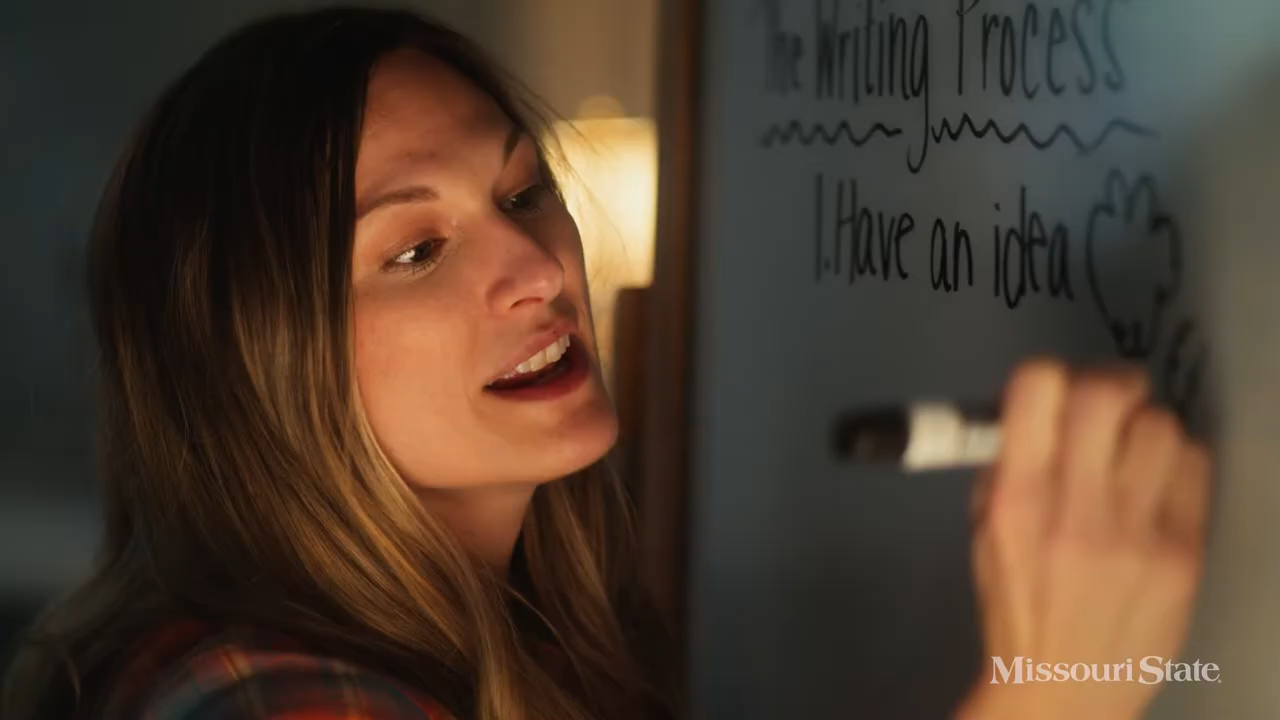 The Writing Process
1. Have an idea
Missouri State